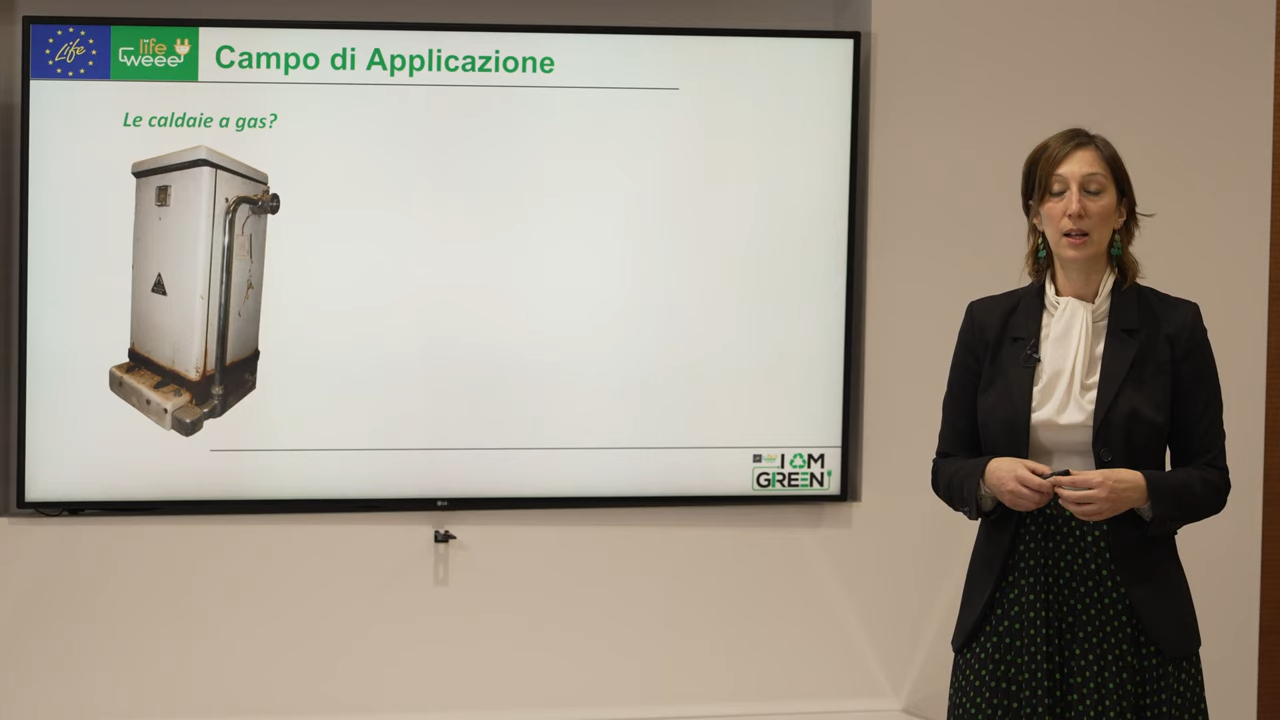 Life
life
weee
Campo di Applicazione
Le caldaie a gas?
I AM
GREEN
LG